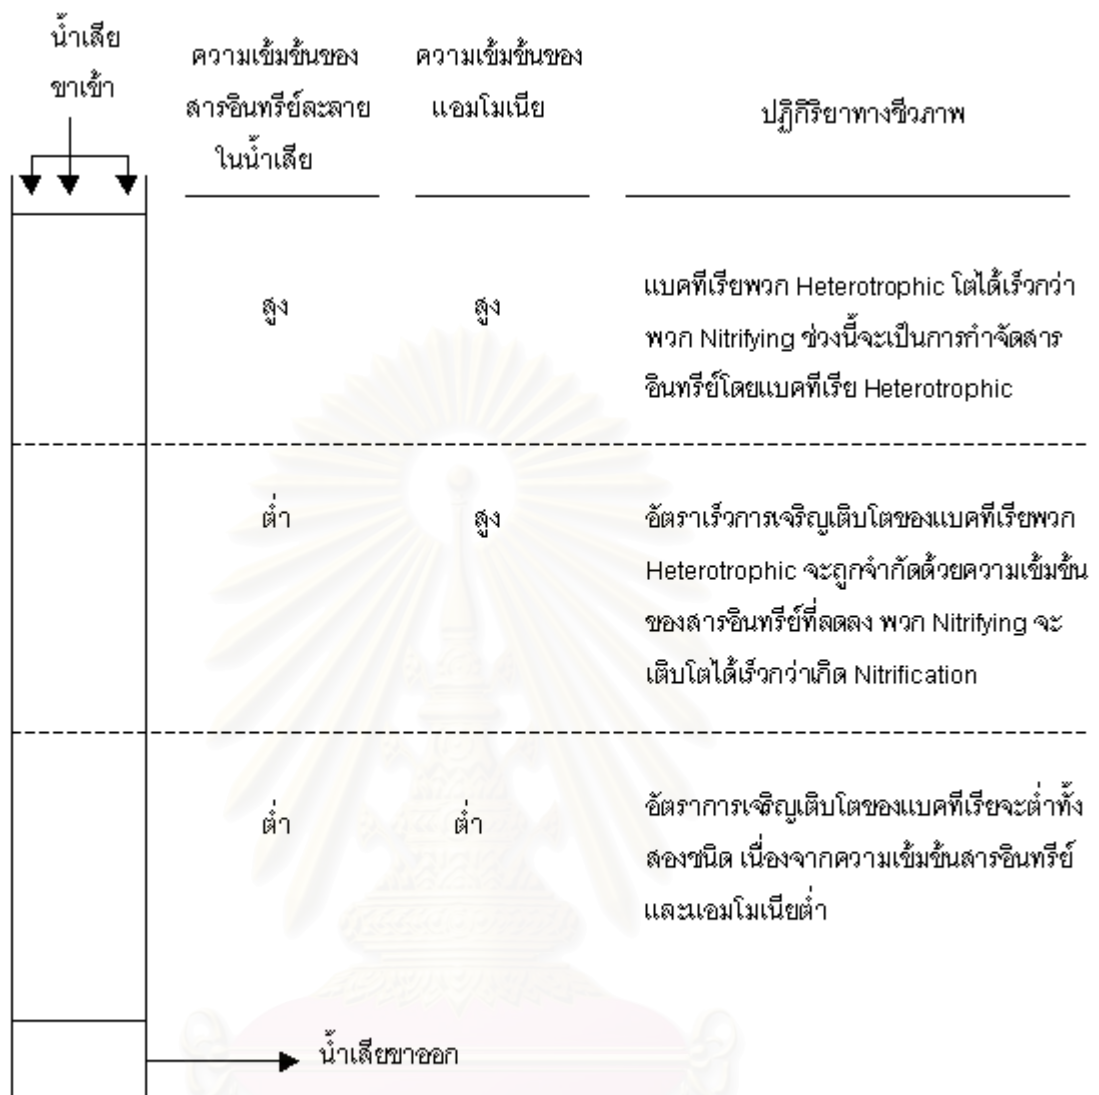 น้ำเสีย
ขาเข้า
ความเข้มข้นของ
สารอินทรีย์ละลาย
ในน้ำเสีย
ความเข้มข้นของ
แอมโมเนีย
ปฏิกิริยาทางชีวภาพ
สูง
สูง
แบคทีเรียพวก Heterotrophic โตได้เร็วกว่า
พวก Nitrifying ช่วงนี้จะเป็นการกำจัดสาร
อินทรีย์โดยแบคทีเรีย Heterotrophic
ต่ำ
สูง
อัตราเร็วการเจริญเติบโตของแบคทีเรียพวก
Heterotrophic จะถูกจำกัดด้วยความเข้มข้น
ของสารอินทรีย์ที่ลดลง พวก Nitrifying จะ
เติบโตได้เร็วกว่าเกิด Nitrification
ต่ำ
ต่ำ
อัตราการเจริญเติบโตของแบคทีเรียจะต่ำทั้ง
สองชนิด เนื่องจากความเข้มข้นสารอินทรีย์
และแอมโมเนียต่ำ
น้ำเสียขาออก